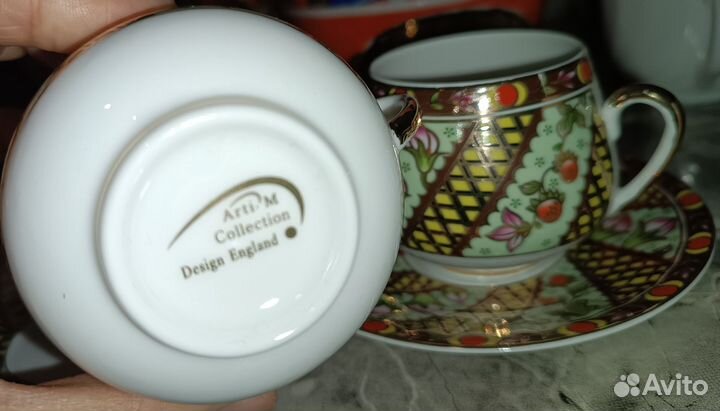 Arti-M
Collection
Design England
Avito